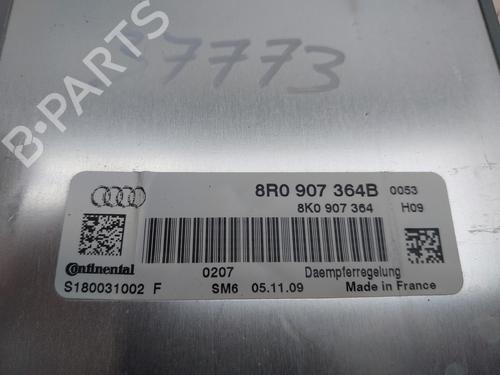 37773
B-PARTS
8R0 907 364B 0053
8K0 907 364 H09
Continental
0207 Daempferregelung
S180031002 F SM6 05.11.09 Made in France